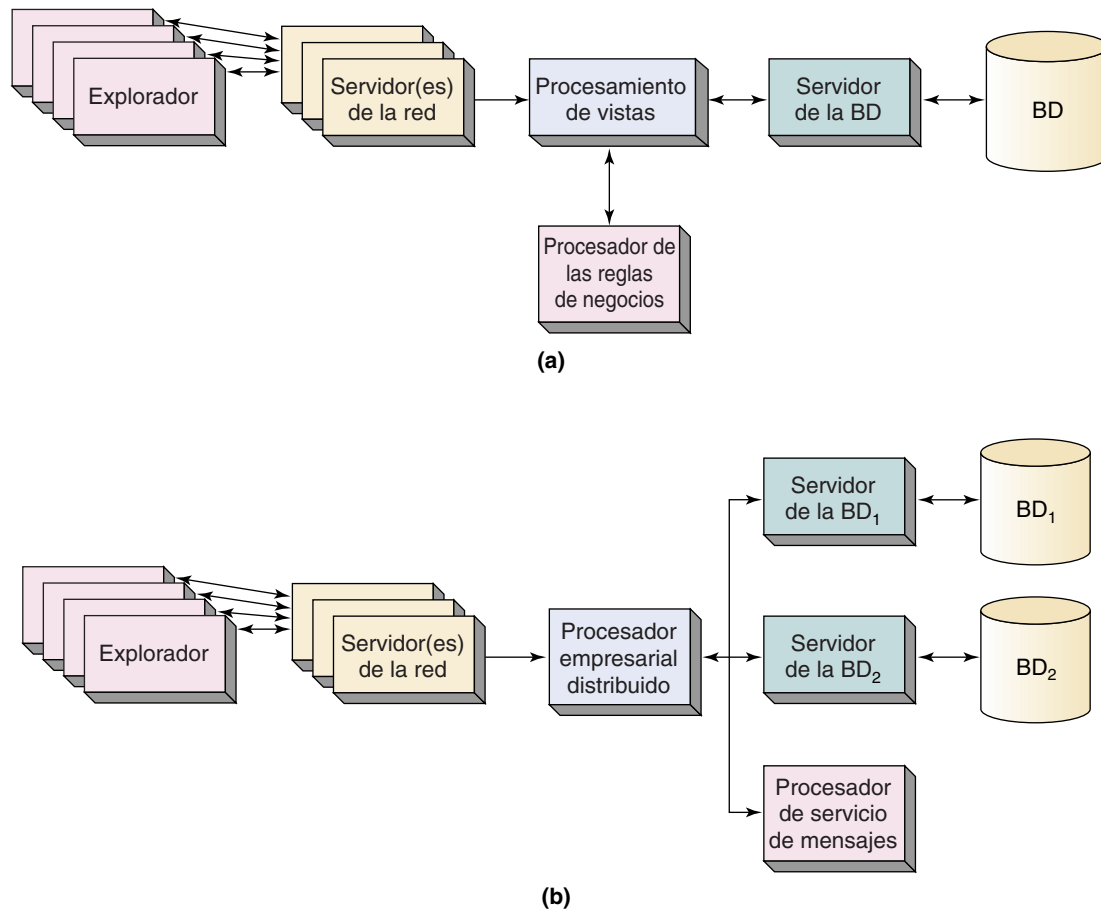 Explorador
Servidor(es)
de la red
Procesamiento
de vistas
Servidor
de la BD
BD
Procesador de
las reglas
de negocios
(a)
Explorador
Servidor(es)
de la red
Procesador
empresarial
distribuido
Servidor
de la BD₁
BD₁
Servidor
de la BD₂
BD₂
Procesador
de servicio
de mensajes
(b)